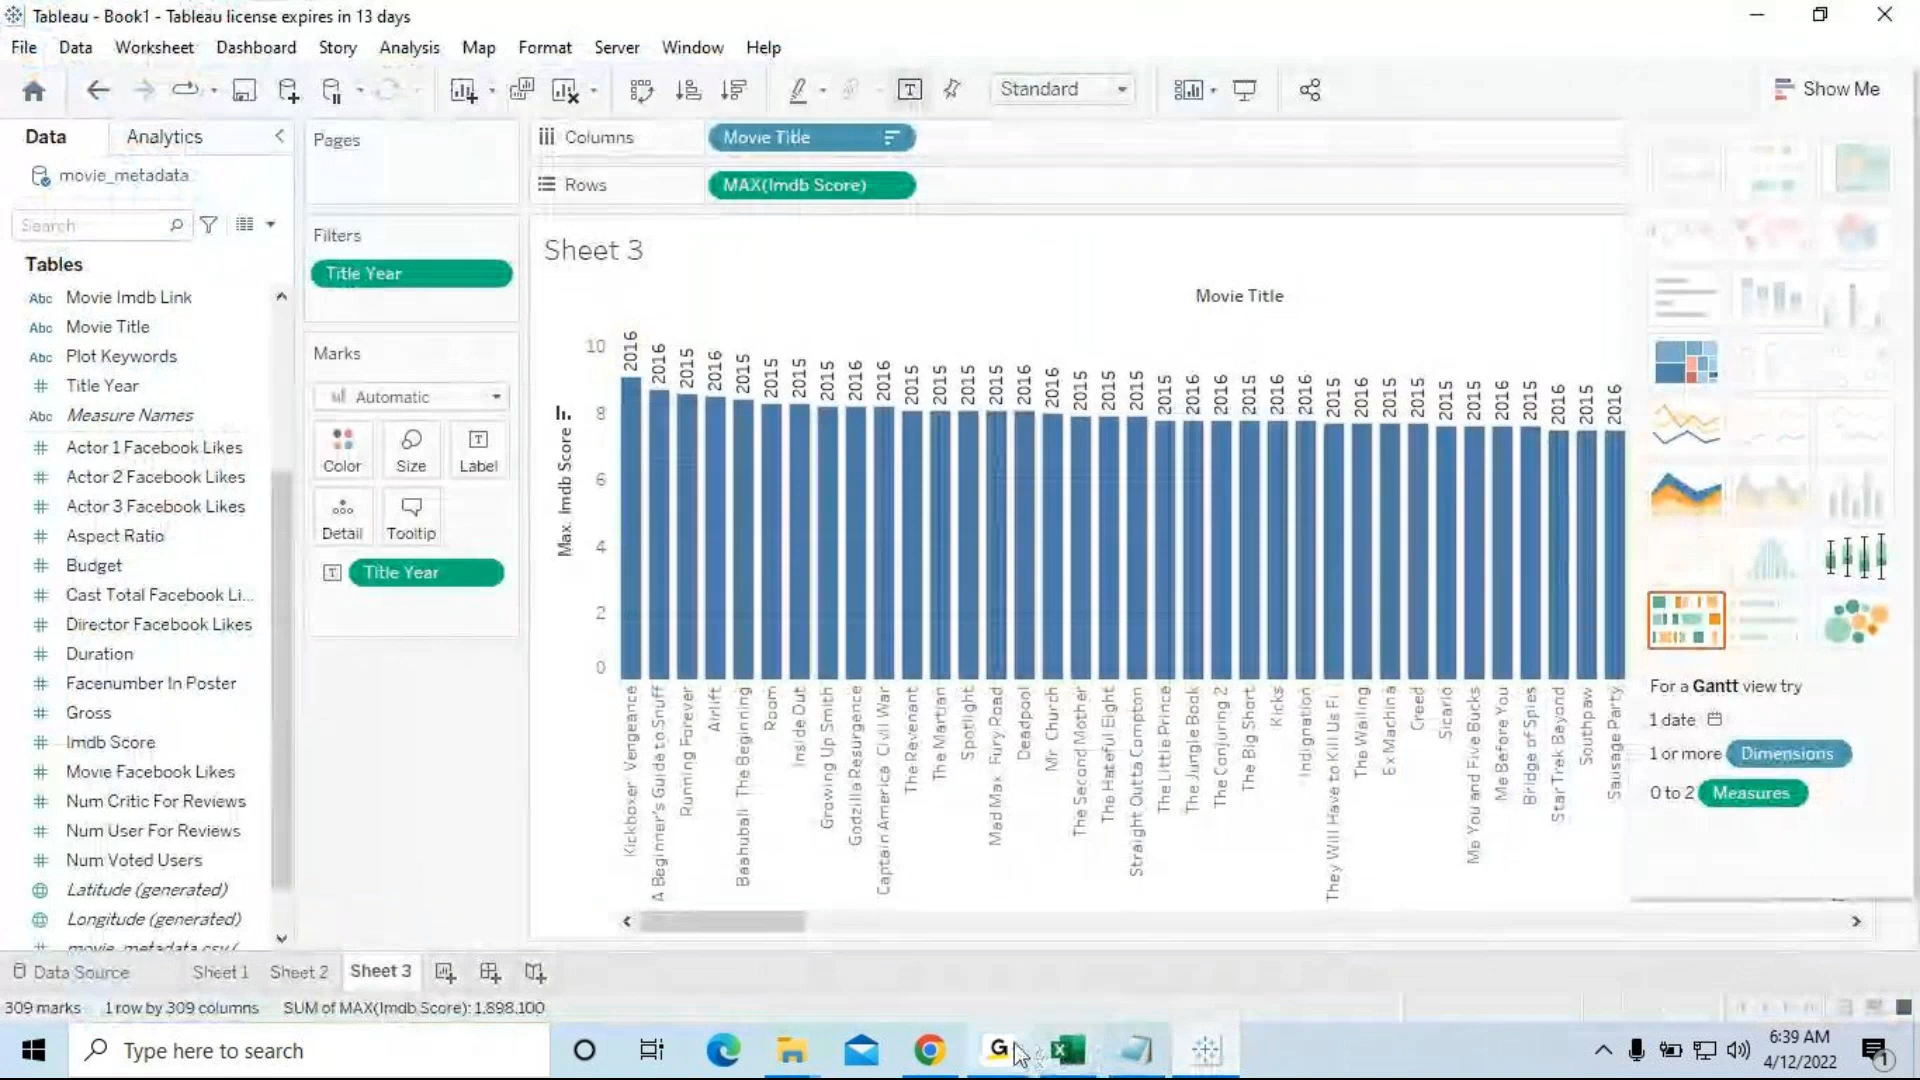 Tableau - Book1 - Tableau license expires in 13 days
File Data Worksheet Dashboard Story Analysis Map Format Server Window Help
Standard
Show Me
Data Analytics
Pages
Columns Movie Title
movie_metadata
Rows MAX(Imdb Score)
Search
Filters
Sheet 3
Tables
Title Year
Movie Imdb Link
Movie Title
Movie Title
Plot Keywords
Title Year
Measure Names
Actor 1 Facebook Likes
Actor 2 Facebook Likes
Actor 3 Facebook Likes
Aspect Ratio
Budget
Cast Total Facebook Li...
Director Facebook Likes
Duration
Facenumber In Poster
Gross
Imdb Score
Movie Facebook Likes
Num Critic For Reviews
Num User For Reviews
Num Voted Users
Latitude (generated)
Longitude (generated)
Marks
Automatic
Color Size Label
Detail Tooltip
Title Year
10
8
6
4
2
0
Max. Imdb Score
2016 2016 2015 2016 2015 2015 2015 2015 2016 2016 2015 2015 2015 2015 2016 2016 2015 2015 2015 2015 2016 2016 2015 2016 2016 2015 2016 2015 2015 2015 2015 2016 2015 2016 2015 2016
Kickboxer Vengeance
A Beginner's Guide to Snuff
Running Forever
Airlift
Baahubali The Beginning
Room
Inside Out
Growing Up Smith
Godzilla Resurgence
Captain America Civil War
The Revenant
The Martian
Spotlight
Mad Max Fury Road
Deadpool
Mr Church
The Second Mother
The Hateful Eight
Straight Outta Compton
The Little Prince
The Jungle Book
The Conjuring 2
The Big Short
Kicks
Indignation
They Will Have to Kill Us Fi
The Wailing
Ex Machina
Creed
Sicario
Me You and Five Bucks
Me Before You
Bridge of Spies
Star Trek Beyond
Southpaw
Sausage Party
For a Gantt view try
1 date
1 or more Dimensions
0 to 2 Measures
Data Source Sheet 1 Sheet 2 Sheet 3
309 marks 1 row by 309 columns SUM of MAX(Imdb Score): 1,898.100
Type here to search
6:39 AM
4/12/2022
1